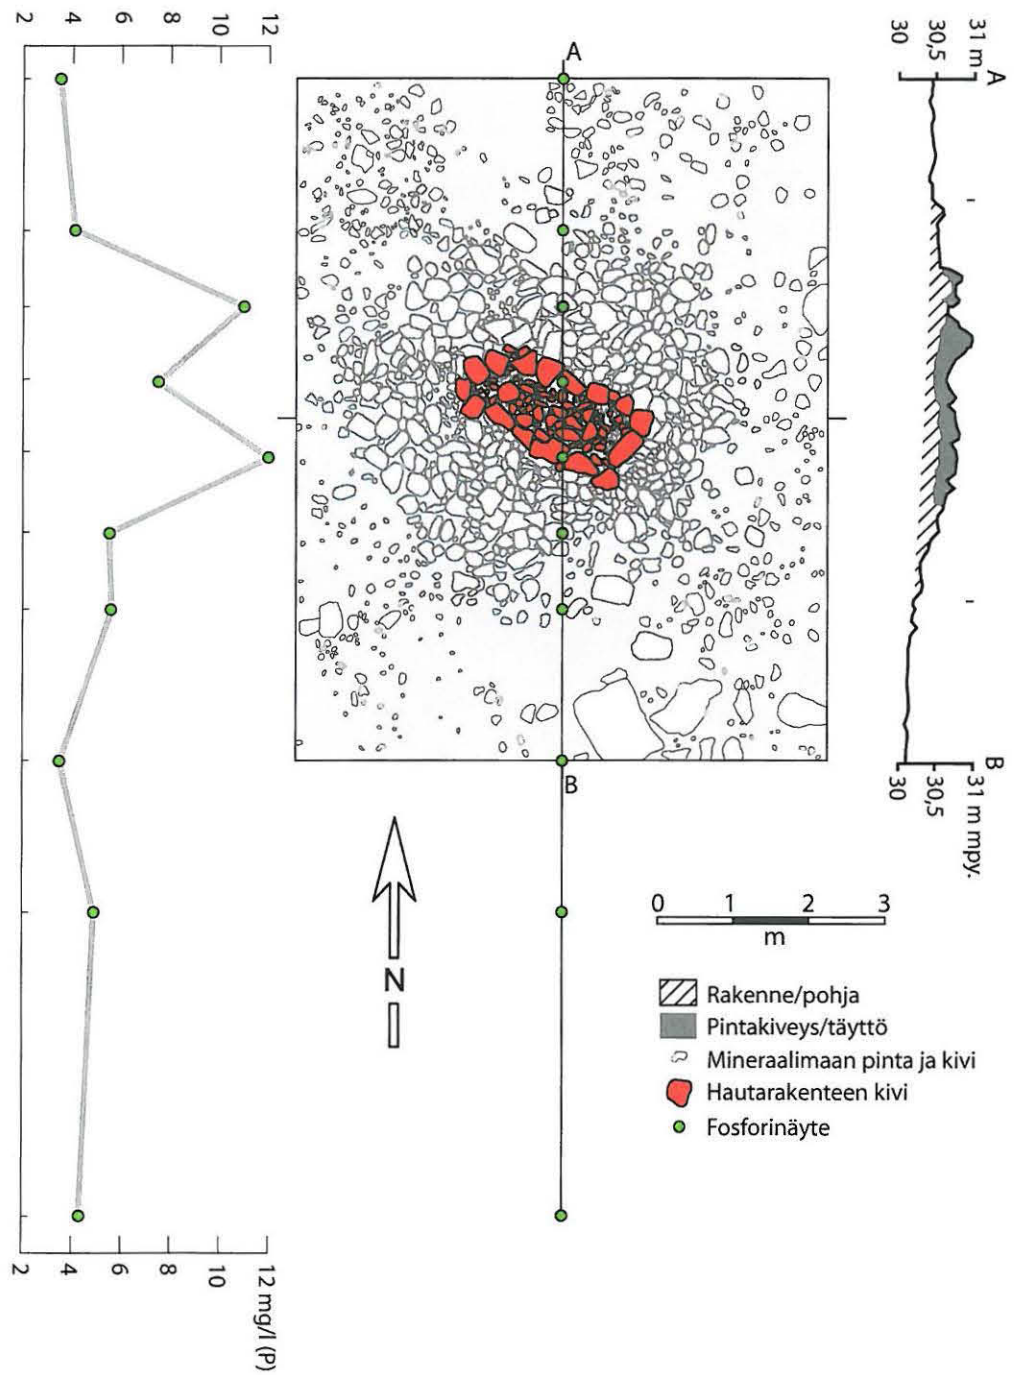 2 4 6 8 10 12
A
31 m A
30,5
30
B
B
31 m mpy.
30,5
30
0 1 2 3
m
N
Rakenne/pohja
Pintakiveys/täyttö
Mineraalimaan pinta ja kivi
Hautarakenteen kivi
Fosforinäyte
2 4 6 8 10 12 mg/l (P)